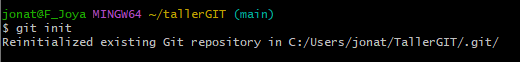 jonat@F_Joya MINGW64 ~/tallerGIT (main)
$ git init
Reinitialized existing Git repository in C:/Users/jonat/TallerGIT/.git/